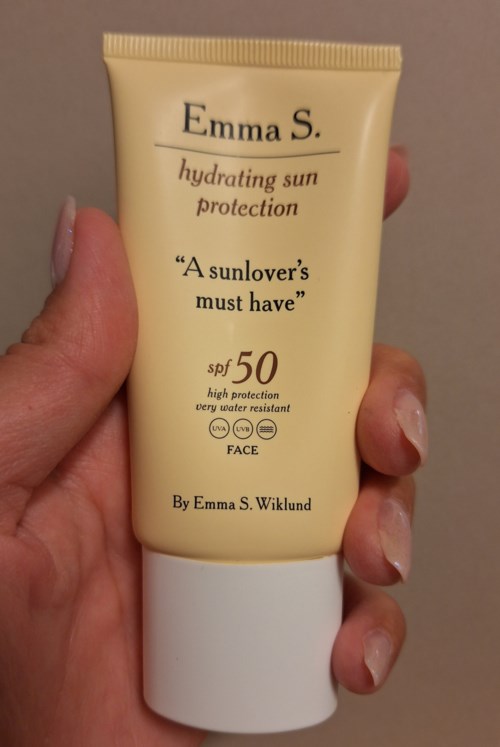 Emma S.
hydrating sun
protection
“A sunlover’s
must have”
spf 50
high protection
very water resistant
UVA UVB
FACE
By Emma S. Wiklund